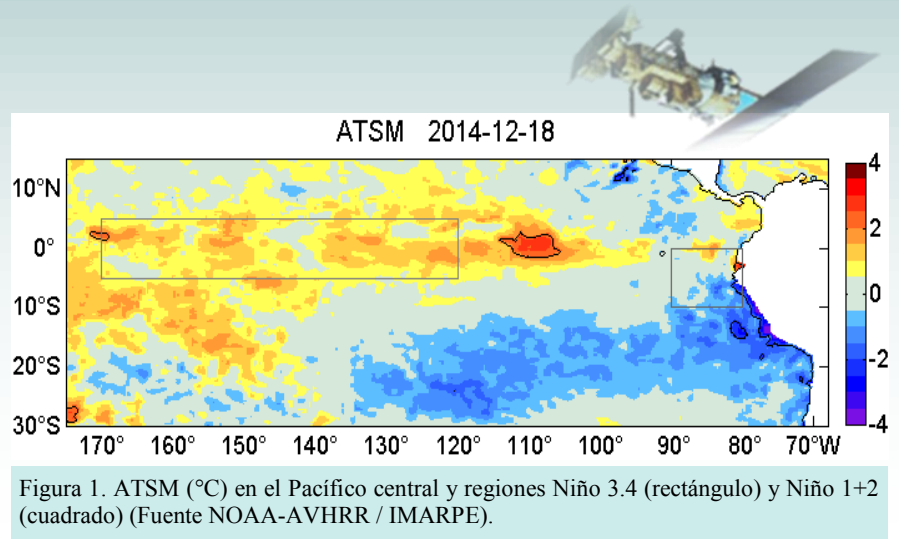 ATSM 2014-12-18
10°N
0°
10°S
20°S
30°S
170° 160° 150° 140° 130° 120° 110° 100° 90° 80° 70°W
4
2
0
-2
-4
Figura 1. ATSM (°C) en el Pacífico central y regiones Niño 3.4 (rectángulo) y Niño 1+2
(cuadrado) (Fuente NOAA-AVHRR / IMARPE).